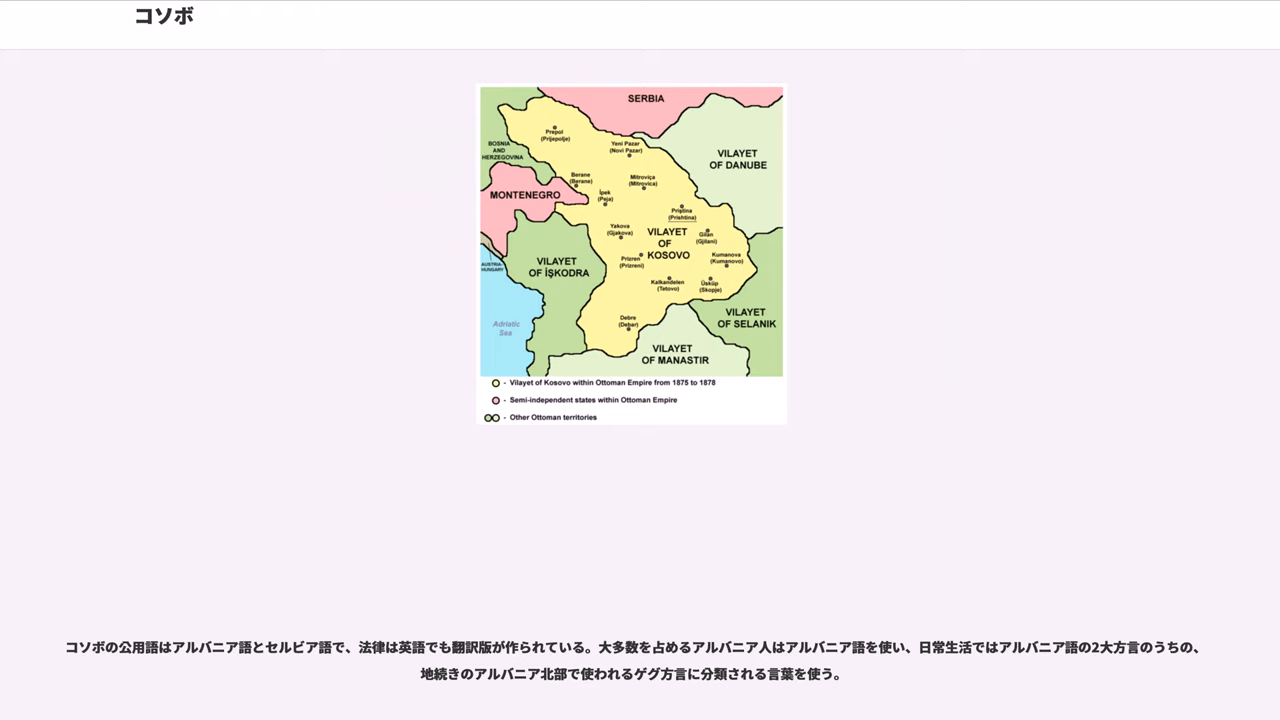 コソボ
SERBIA
BOSNIA
AND
HERZEGOVINA
Prepol
(Prijepolje)
Yeni Pazar
(Novi Pazar)
VILAYET
OF DANUBE
MONTENEGRO
Berane
(Berane)
İpek
(Peja)
Mitroviça
(Mitrovica)
Priştina
(Prishtina)
Yakova
(Gjakova)
VILAYET
OF
KOSOVO
Gilan
(Gjilani)
Prizren
(Prizreni)
Kumanova
(Kumanovo)
AUSTRIA-
HUNGARY
VILAYET
OF İŞKODRA
Kalkandelen
(Tetovo)
Üsküp
(Skopje)
Adriatic
Sea
Debre
(Debar)
VILAYET
OF SELANIK
VILAYET
OF MANASTIR
- Vilayet of Kosovo within Ottoman Empire from 1875 to 1878
- Semi-independent states within Ottoman Empire
- Other Ottoman territories
コソボの公用語はアルバニア語とセルビア語で、法律は英語でも翻訳版が作られている。大多数を占めるアルバニア人はアルバニア語を使い、日常生活ではアルバニア語の2大方言のうちの、
地続きのアルバニア北部で使われるゲグ方言に分類される言葉を使う。